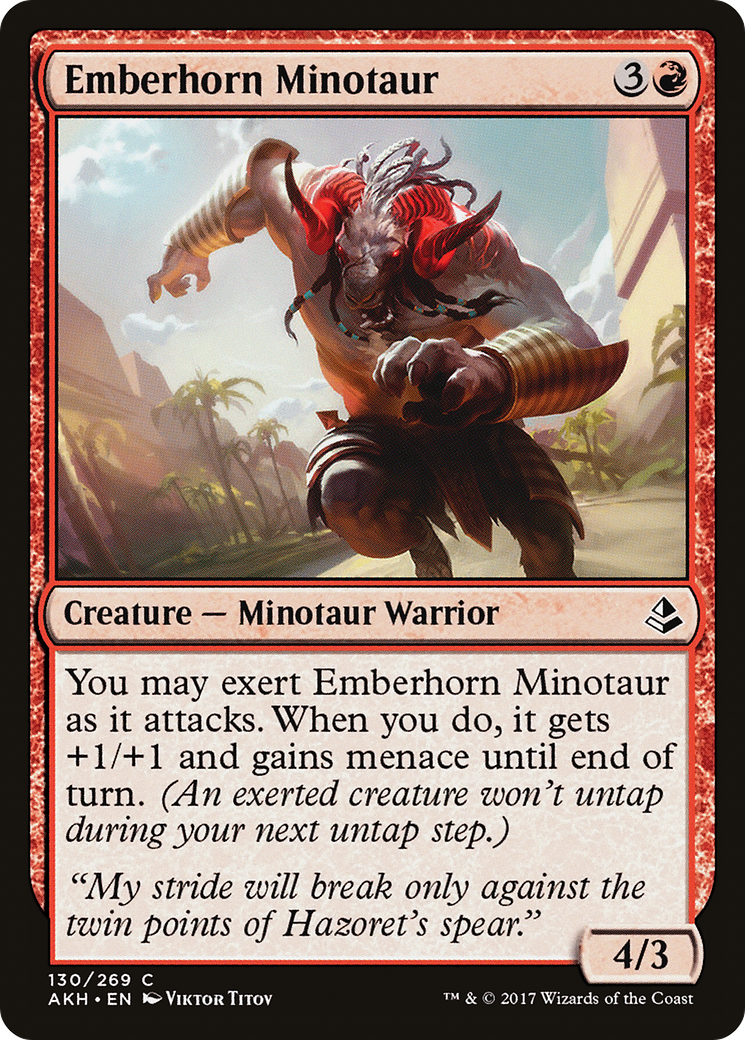 Emberhorn Minotaur 3
Creature — Minotaur Warrior
You may exert Emberhorn Minotaur
as it attacks. When you do, it gets
+1/+1 and gains menace until end of
turn. (An exerted creature won't untap
during your next untap step.)
“My stride will break only against the
twin points of Hazoret's spear.”
4/3
130/269 C
AKH • EN Viktor Titov ™ & © 2017 Wizards of the Coast